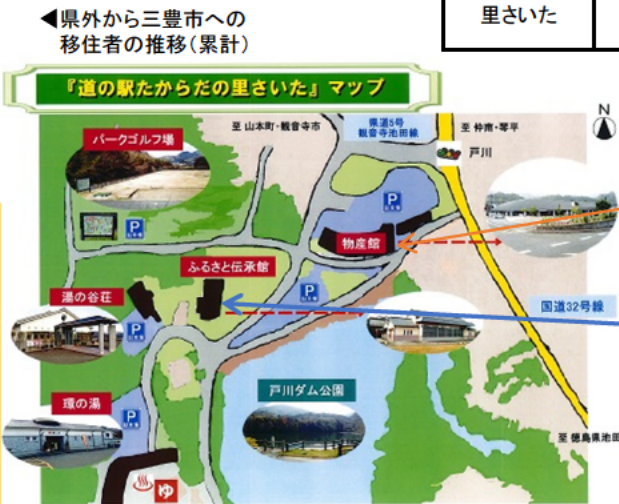 ◀県外から三豊市への
移住者の推移(累計)
里さいた
『道の駅たからだの里さいた』マップ
パークゴルフ場
至 山本町・観音寺市
県道5号
観音寺池田線
至 仲南・琴平
N
戸川
P
P
物産館
ふるさと伝承館
湯の谷荘
P
P
国道32号線
環の湯
P
戸川ダム公園
至 徳島県池田
ゆ